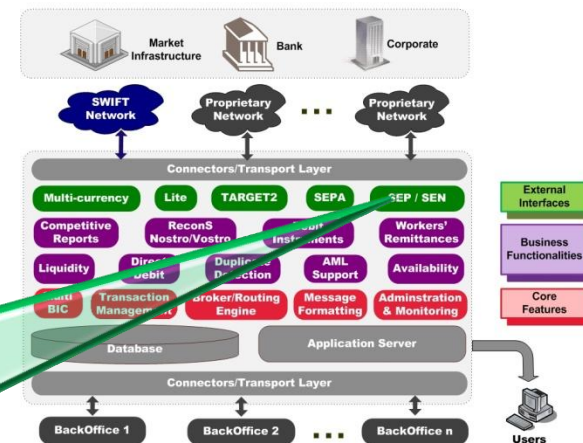 Market
Infrastructure
Bank
Corporate
SWIFT
Network
Proprietary
Network
Proprietary
Network
Connectors/Transport Layer
Multi-currency
Lite
TARGET2
SEPA
SEP / SEN
External
Interfaces
Competitive
Reports
ReconS
Nostro/Vostro
Debit
Instruments
Workers'
Remittances
Business
Functionalities
Liquidity
Direct
Debit
Duplicate
Detection
AML
Support
Availability
Multi
BIC
Transaction
Management
Broker/Routing
Engine
Message
Formatting
Adminstration
& Monitoring
Core
Features
Database
Application Server
Connectors/Transport Layer
BackOffice 1
BackOffice 2
BackOffice n
Users